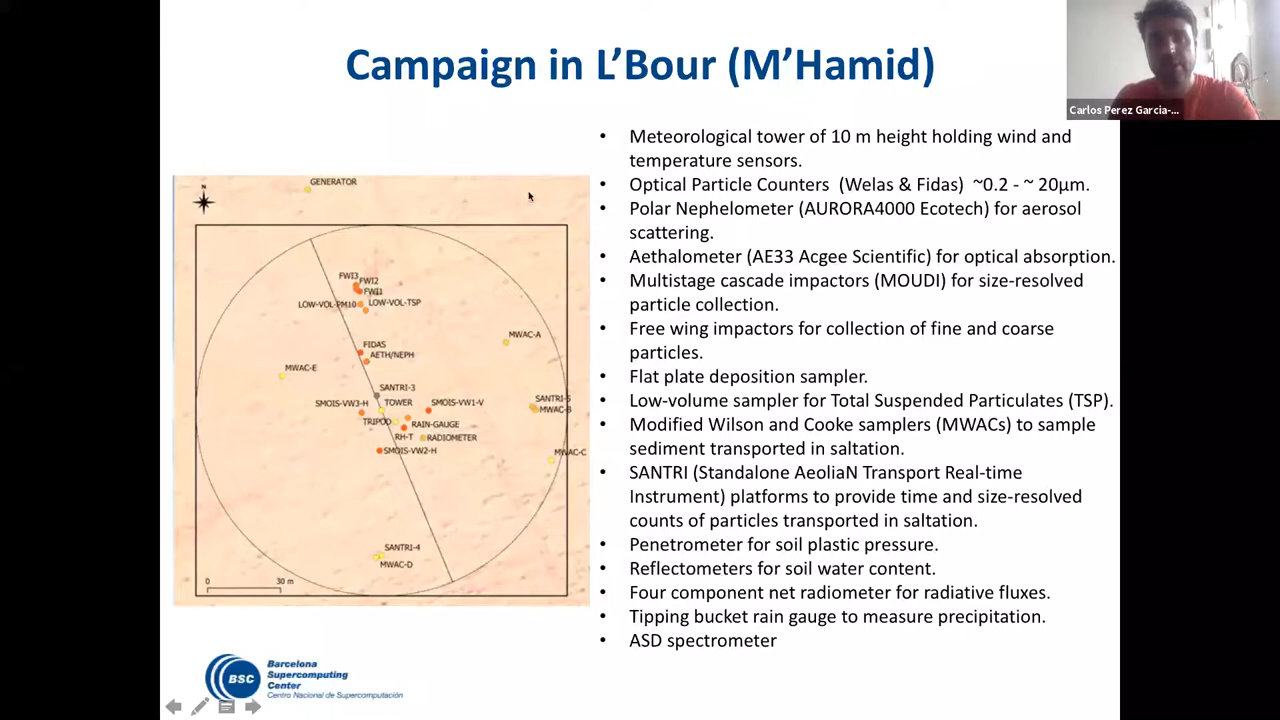 Campaign in L'Bour (M'Hamid)
Carlos Perez Garcia-...
• Meteorological tower of 10 m height holding wind and
temperature sensors.
• Optical Particle Counters (Welas & Fidas) ~0.2 - ~ 20µm.
• Polar Nephelometer (AURORA4000 Ecotech) for aerosol
scattering.
• Aethalometer (AE33 Acgee Scientific) for optical absorption.
• Multistage cascade impactors (MOUDI) for size-resolved
particle collection.
• Free wing impactors for collection of fine and coarse
particles.
• Flat plate deposition sampler.
• Low-volume sampler for Total Suspended Particulates (TSP).
• Modified Wilson and Cooke samplers (MWACs) to sample
sediment transported in saltation.
• SANTRI (Standalone AeoliaN Transport Real-time
Instrument) platforms to provide time and size-resolved
counts of particles transported in saltation.
• Penetrometer for soil plastic pressure.
• Reflectometers for soil water content.
• Four component net radiometer for radiative fluxes.
• Tipping bucket rain gauge to measure precipitation.
• ASD spectrometer
N
GENERATOR
FWI3
FWI2
FWI1
LOW-VOL-PM10
LOW-VOL-TSP
MWAC-A
FIDAS
AETH/NEPH
MWAC-E
SANTRI-3
SMOIS-VW3-H
TOWER
SMOIS-VW1-V
SANTRI-5
MWAC-B
TRIPOD
RAIN-GAUGE
RH-T
RADIOMETER
SMOIS-VW2-H
MWAC-C
SANTRI-4
MWAC-D
0 30 m
BSC
Barcelona
Supercomputing
Center
Centro Nacional de Supercomputación